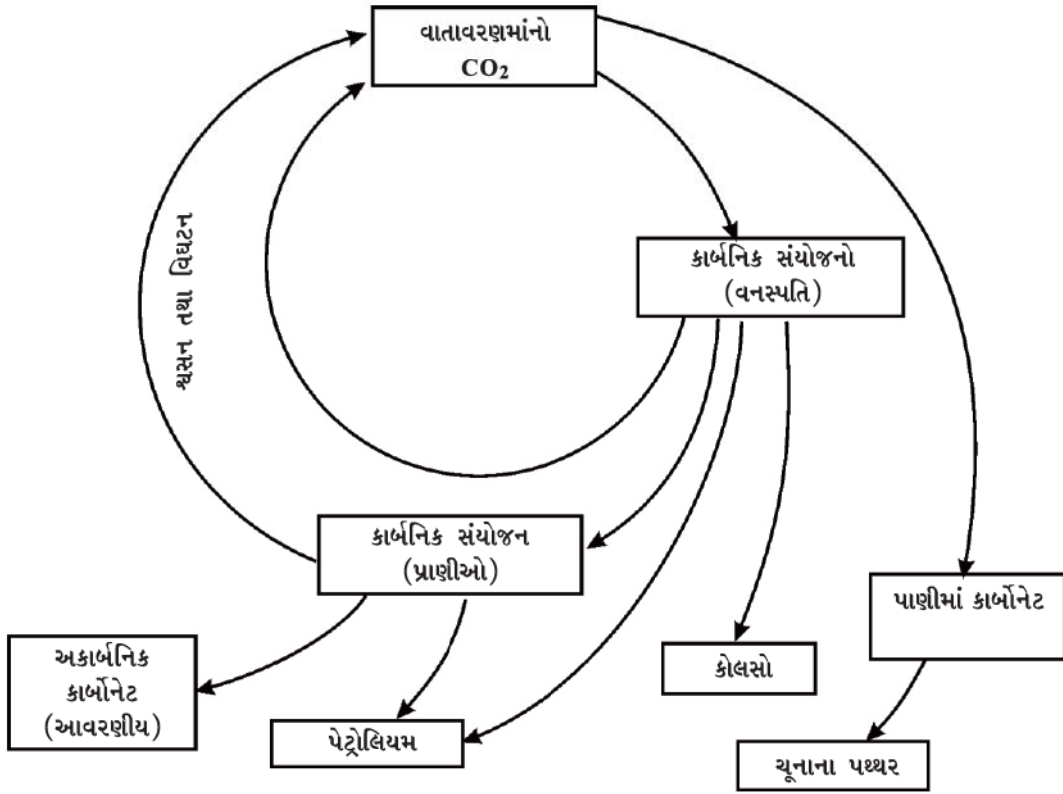 વાતાવરણમાંનો
CO₂
શ્વસન તથા વિઘટન
કાર્બનિક સંયોજનો
(વનસ્પતિ)
કાર્બનિક સંયોજન
(પ્રાણીઓ)
પાણીમાં કાર્બોનેટ
અકાર્બનિક
કાર્બોનેટ
(આવરણીય)
કોલસો
પેટ્રોલિયમ
ચૂનાના પથ્થર